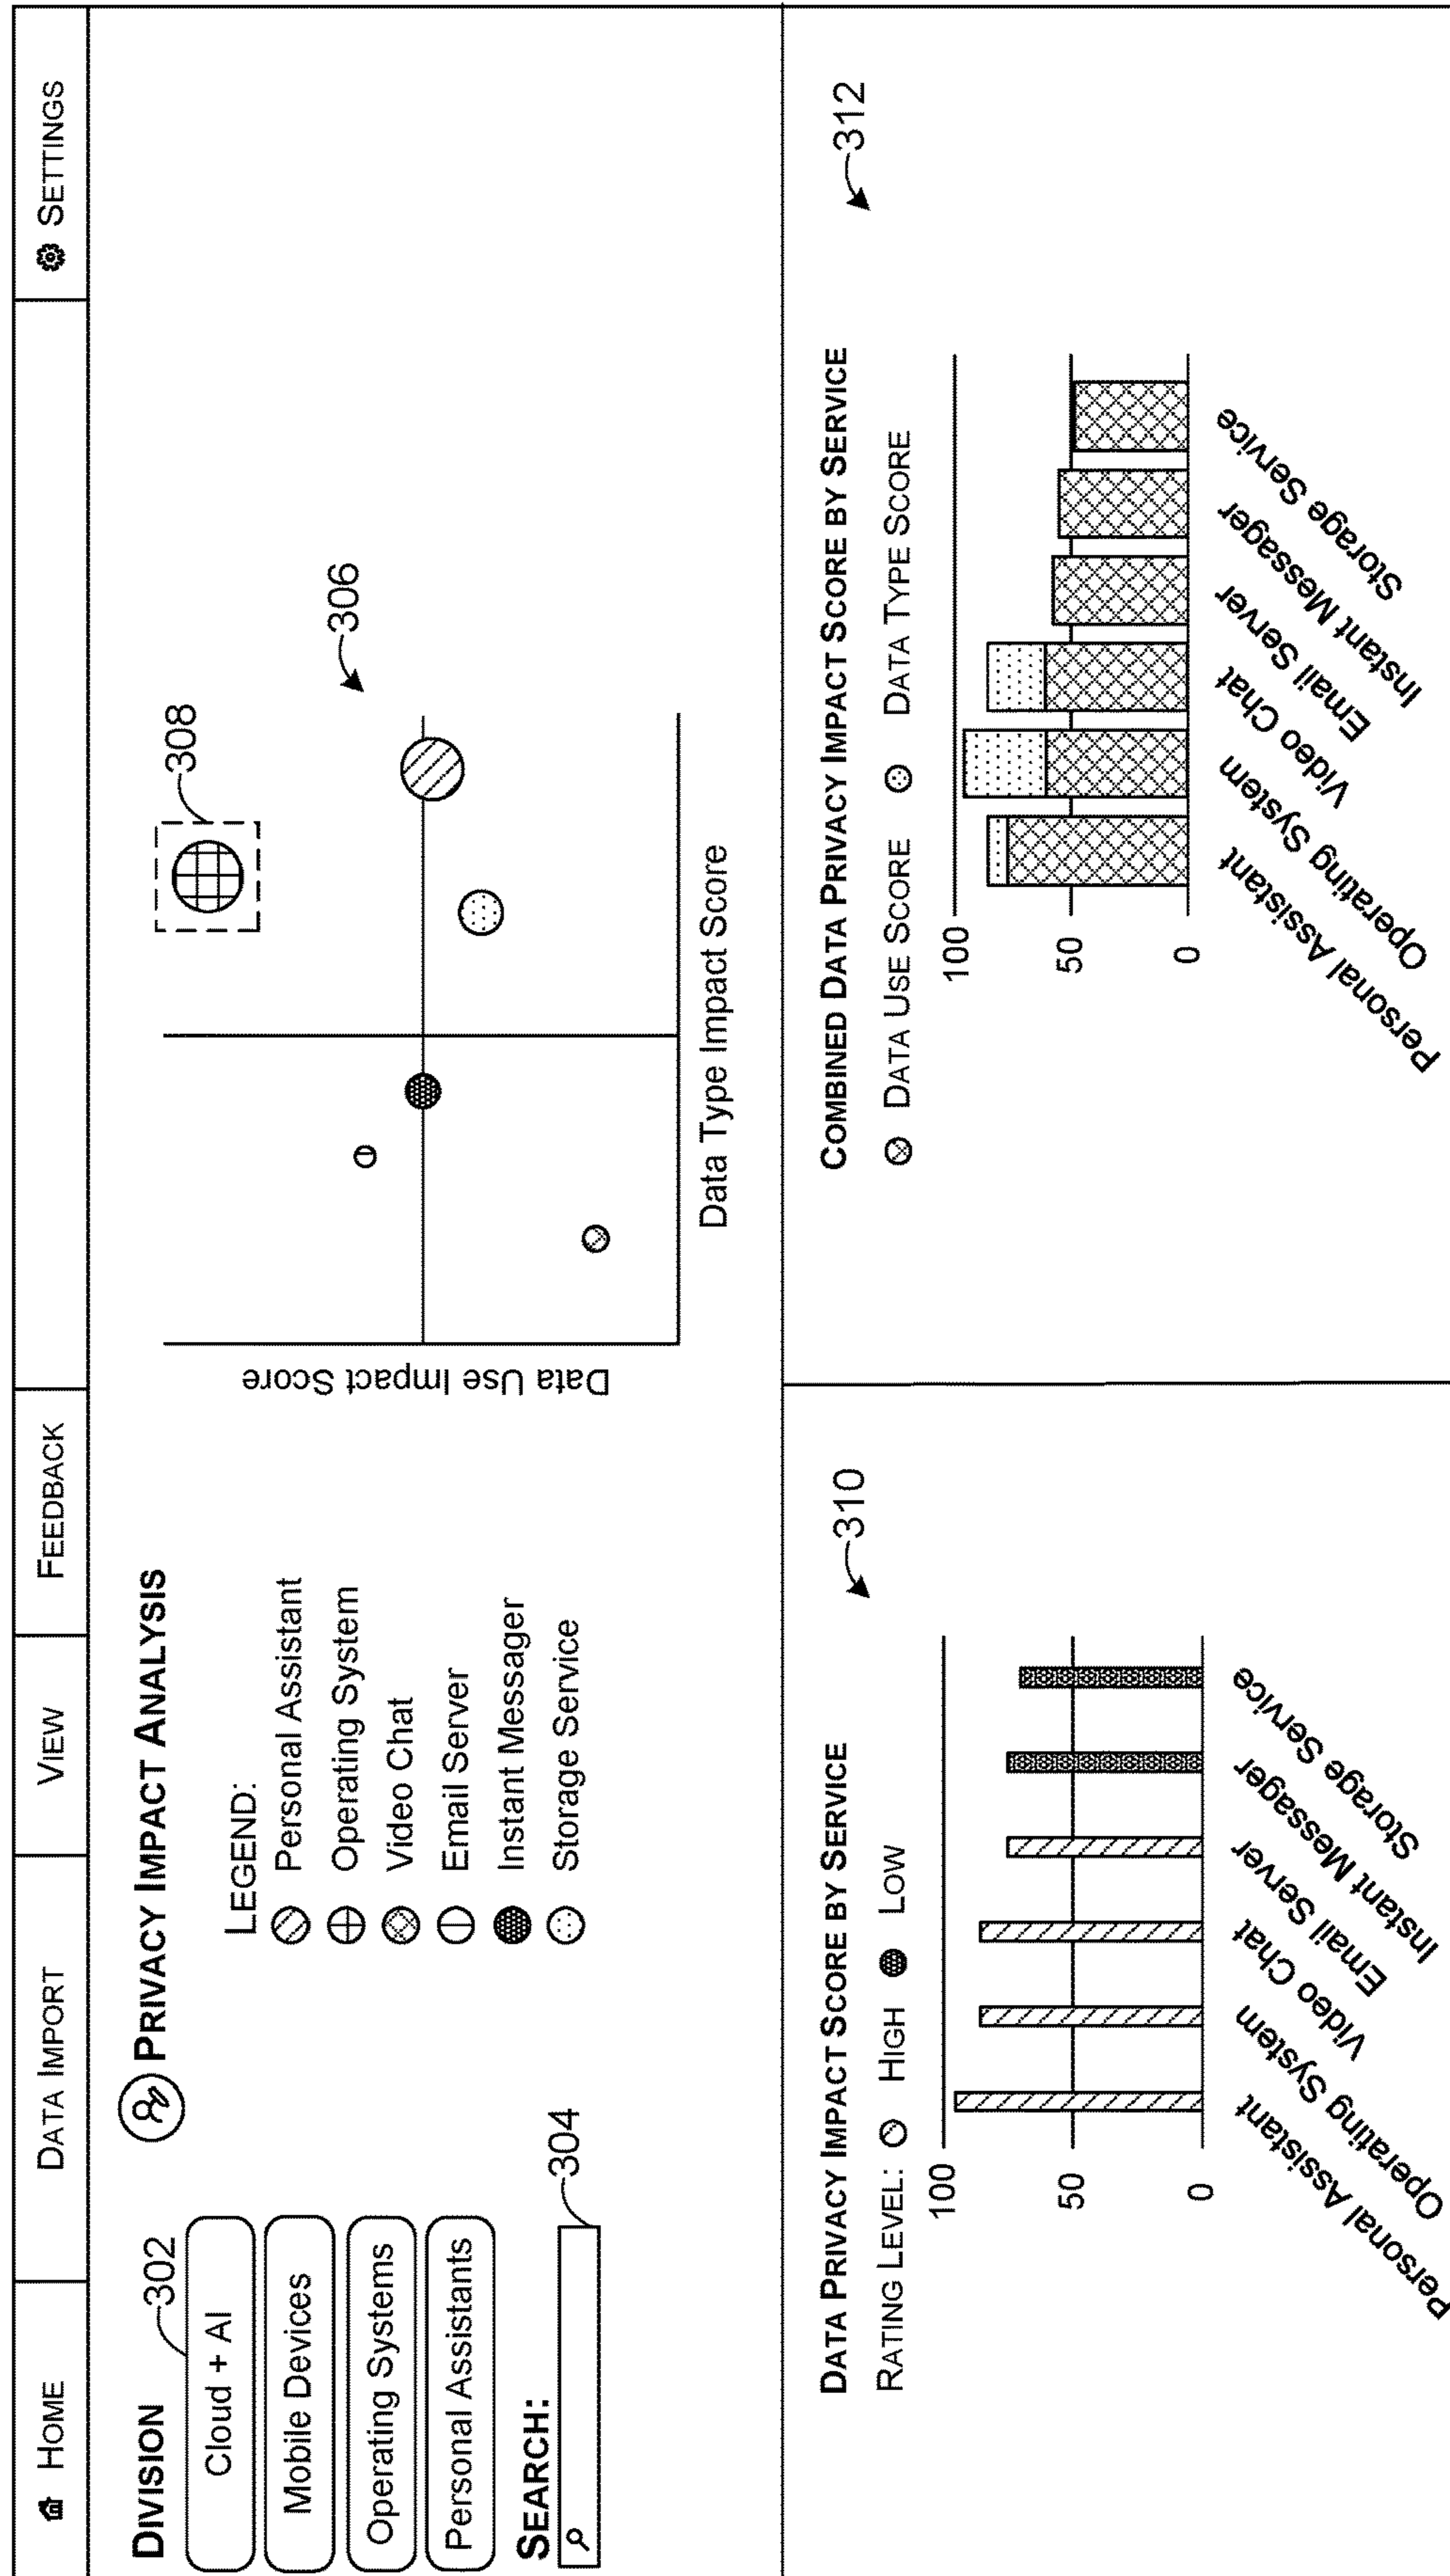 HOME
DATA IMPORT
VIEW
FEEDBACK
SETTINGS
DIVISION
302
Cloud + AI
Mobile Devices
Operating Systems
Personal Assistants
SEARCH:
304
PRIVACY IMPACT ANALYSIS
LEGEND:
Personal Assistant
Operating System
Video Chat
Email Server
Instant Messager
Storage Service
308
306
Data Use Impact Score
Data Type Impact Score
DATA PRIVACY IMPACT SCORE BY SERVICE
RATING LEVEL: HIGH LOW
310
100
50
0
Personal Assistant
Operating System
Video Chat
Email Server
Instant Messager
Storage Service
COMBINED DATA PRIVACY IMPACT SCORE BY SERVICE
DATA USE SCORE DATA TYPE SCORE
312
100
50
0
Personal Assistant
Operating System
Video Chat
Email Server
Instant Messager
Storage Service